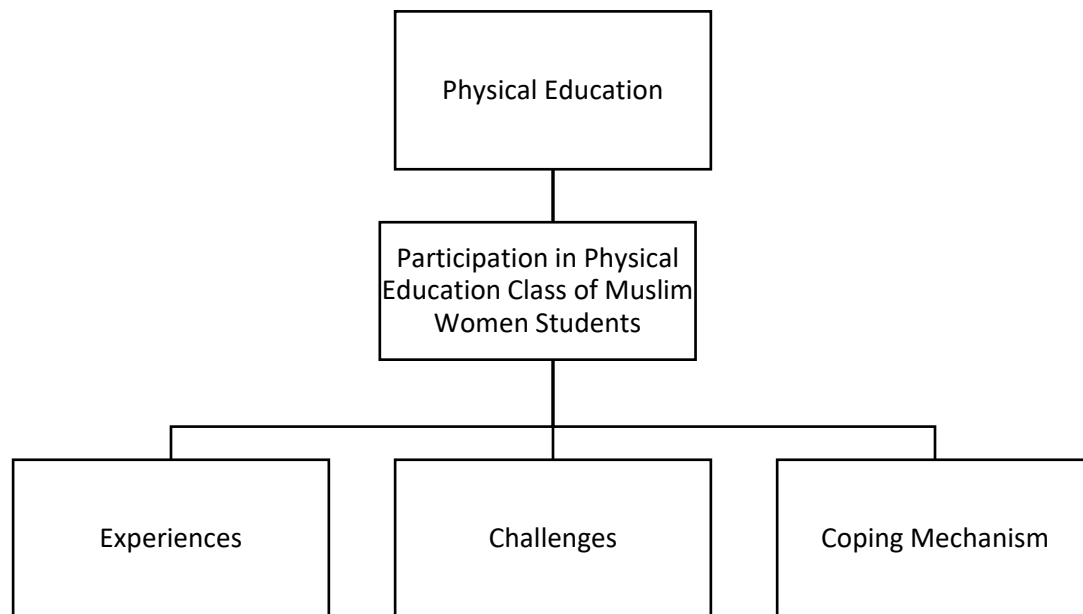 Physical Education
Participation in Physical
Education Class of Muslim
Women Students
Experiences
Challenges
Coping Mechanism